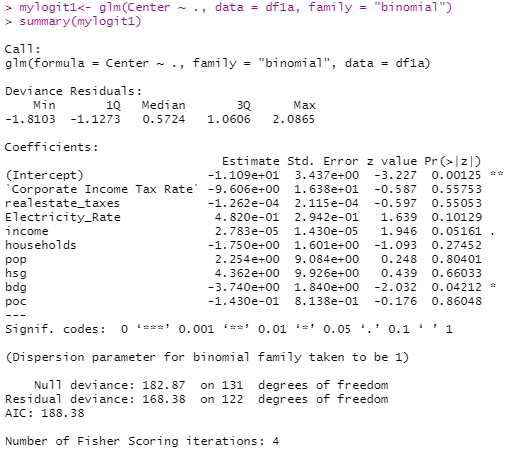 > mylogit1<- glm(Center ~ ., data = df1a, family = "binomial")
> summary(mylogit1)
Call:
glm(formula = Center ~ ., family = "binomial", data = df1a)
Deviance Residuals:
Min 1Q Median 3Q Max
-1.8103 -1.1273 0.5724 1.0606 2.0865
Coefficients:
Estimate Std. Error z value Pr(>|z|)
(Intercept) -1.109e+01 3.437e+00 -3.227 0.00125 **
`Corporate Income Tax Rate` -9.606e+00 1.638e+01 -0.587 0.55753
realestate_taxes -1.262e-04 2.115e-04 -0.597 0.55053
Electricity_Rate 4.820e-01 2.942e-01 1.639 0.10129
income 2.783e-05 1.430e-05 1.946 0.05161 .
households -1.750e+00 1.601e+00 -1.093 0.27452
pop 2.254e+00 9.084e+00 0.248 0.80401
hsg 4.362e+00 9.926e+00 0.439 0.66033
bdg -3.740e+00 1.840e+00 -2.032 0.04212 *
poc -1.430e-01 8.138e-01 -0.176 0.86048
---
Signif. codes: 0 ‘***’ 0.001 ‘**’ 0.01 ‘*’ 0.05 ‘.’ 0.1 ‘ ’ 1
(Dispersion parameter for binomial family taken to be 1)
Null deviance: 182.87 on 131 degrees of freedom
Residual deviance: 168.38 on 122 degrees of freedom
AIC: 188.38
Number of Fisher Scoring iterations: 4